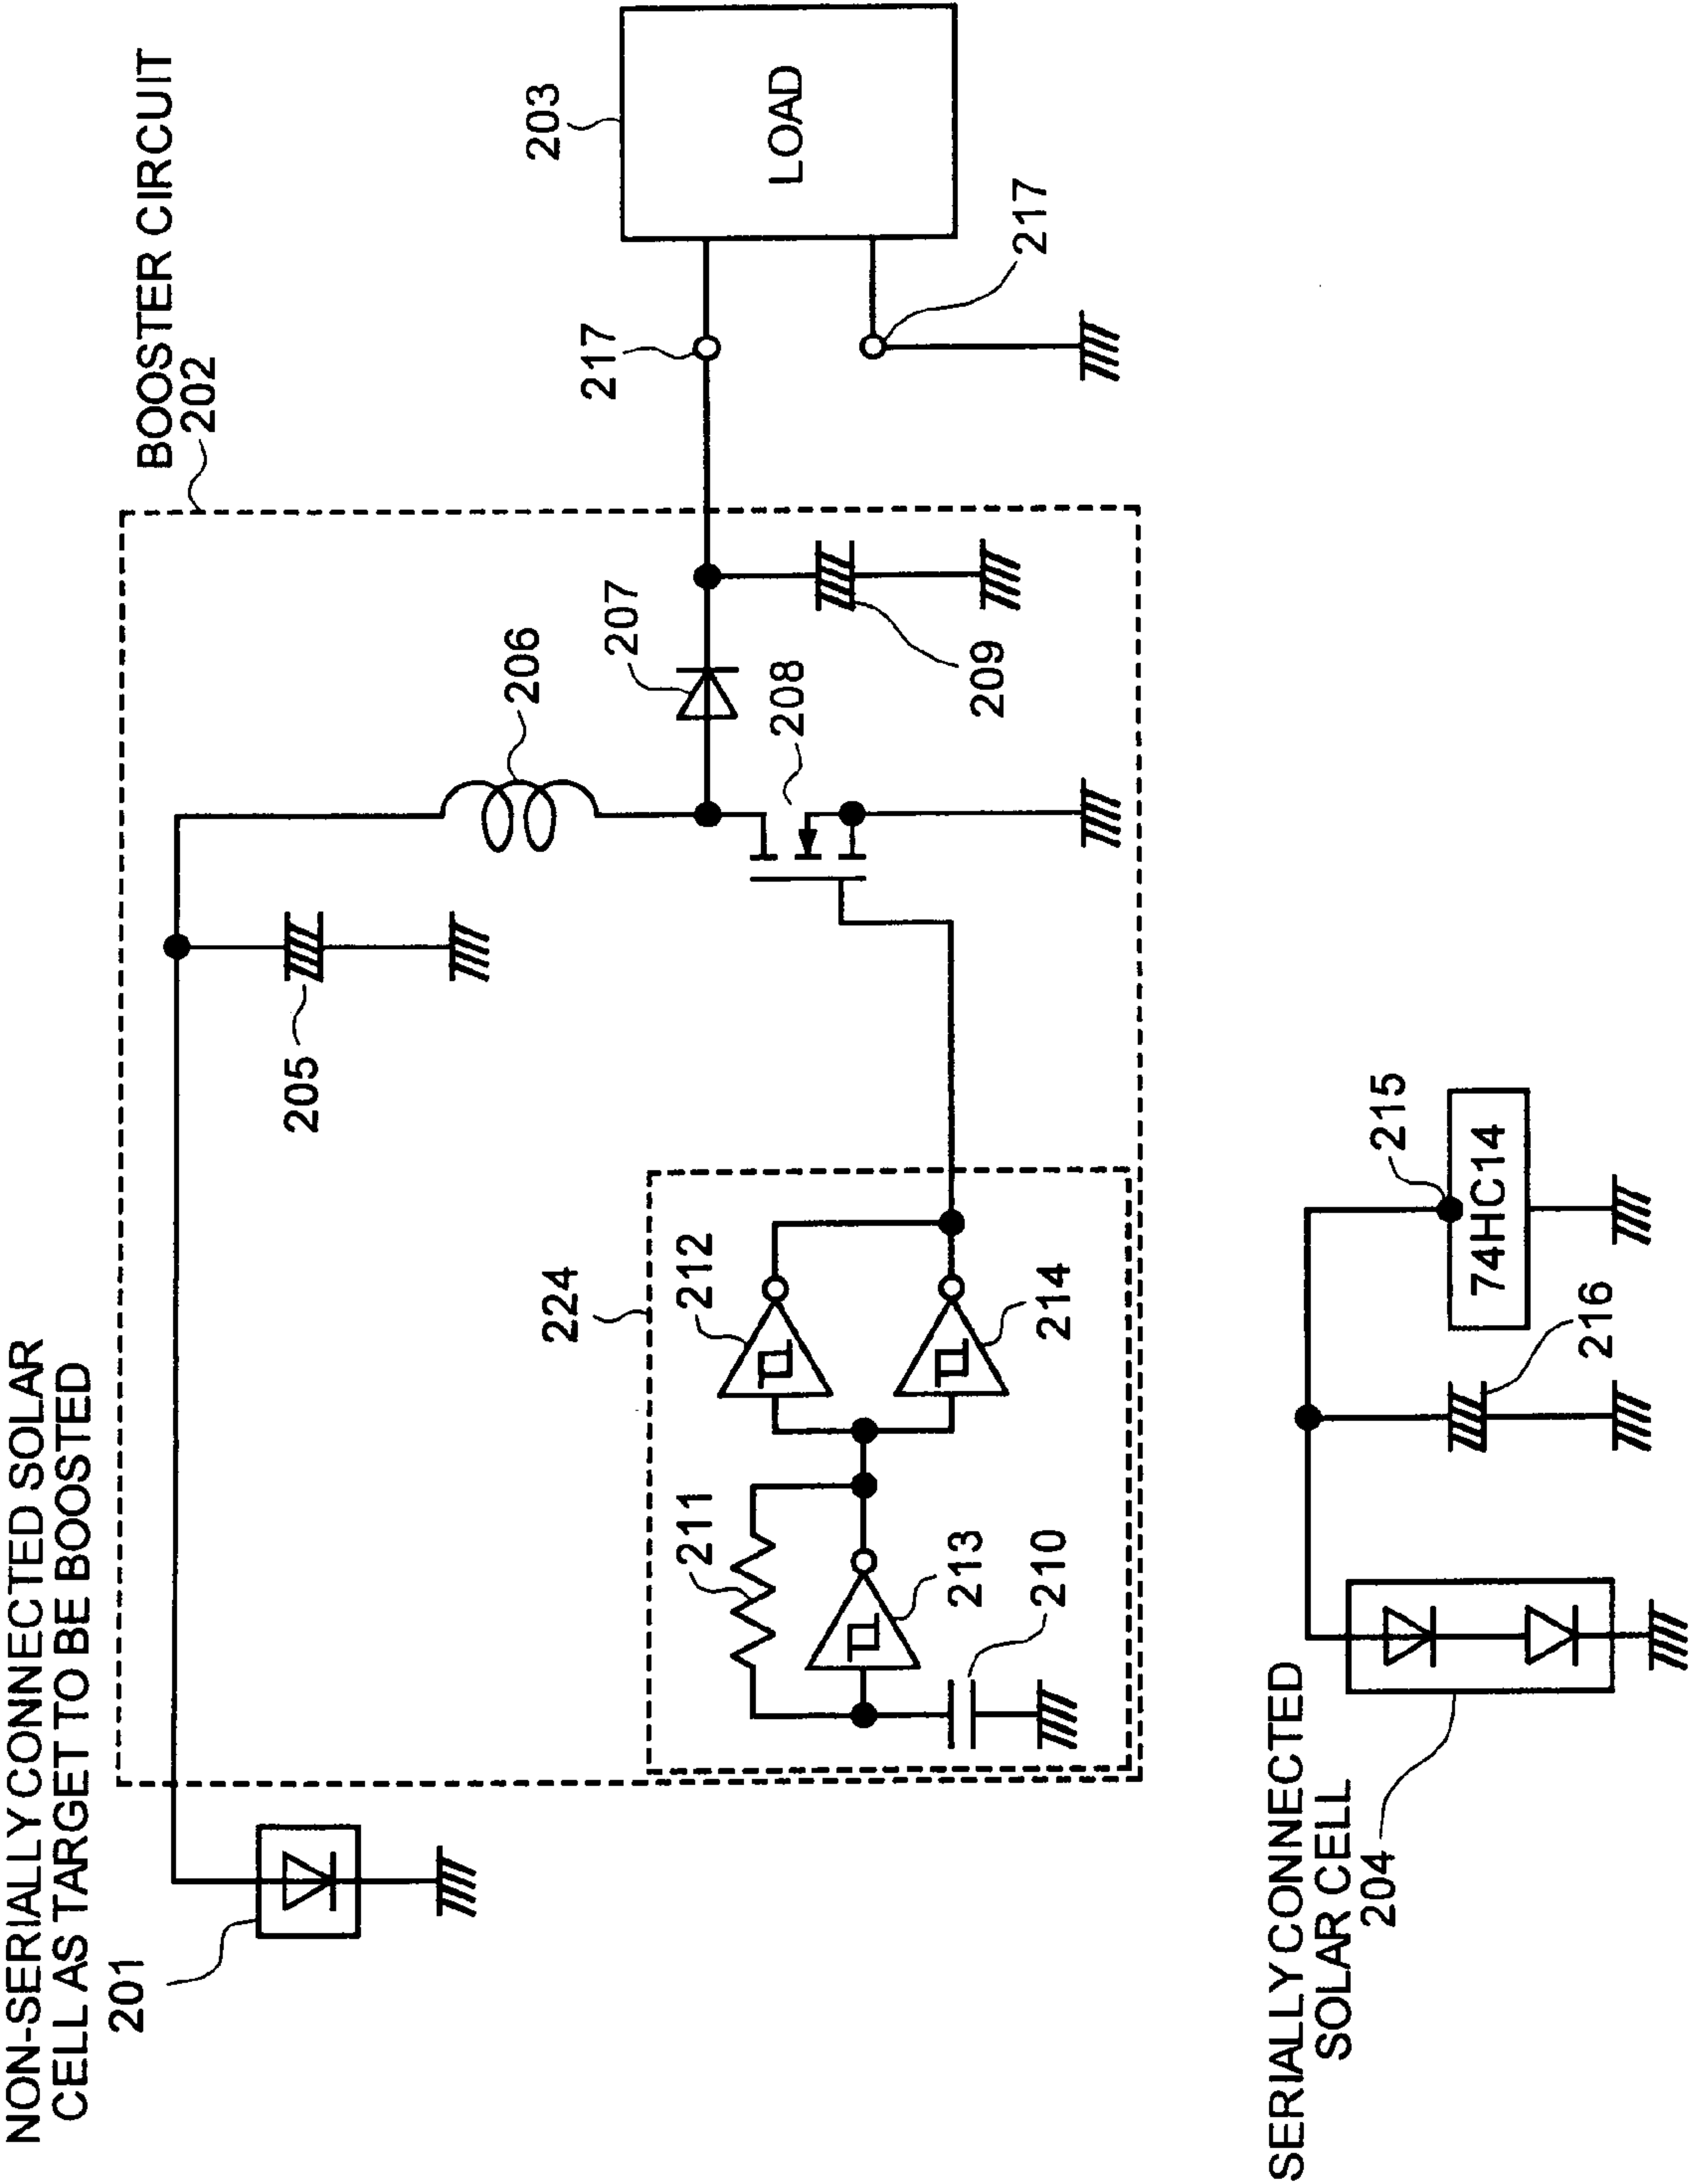 NON-SERIALLY CONNECTED SOLAR
CELL AS TARGET TO BE BOOSTED
201
BOOSTER CIRCUIT
202
205
206
207
208
209
217
203
LOAD
217
224
211
212
213
210
214
SERIALLY CONNECTED
SOLAR CELL
204
215
74HC14
216